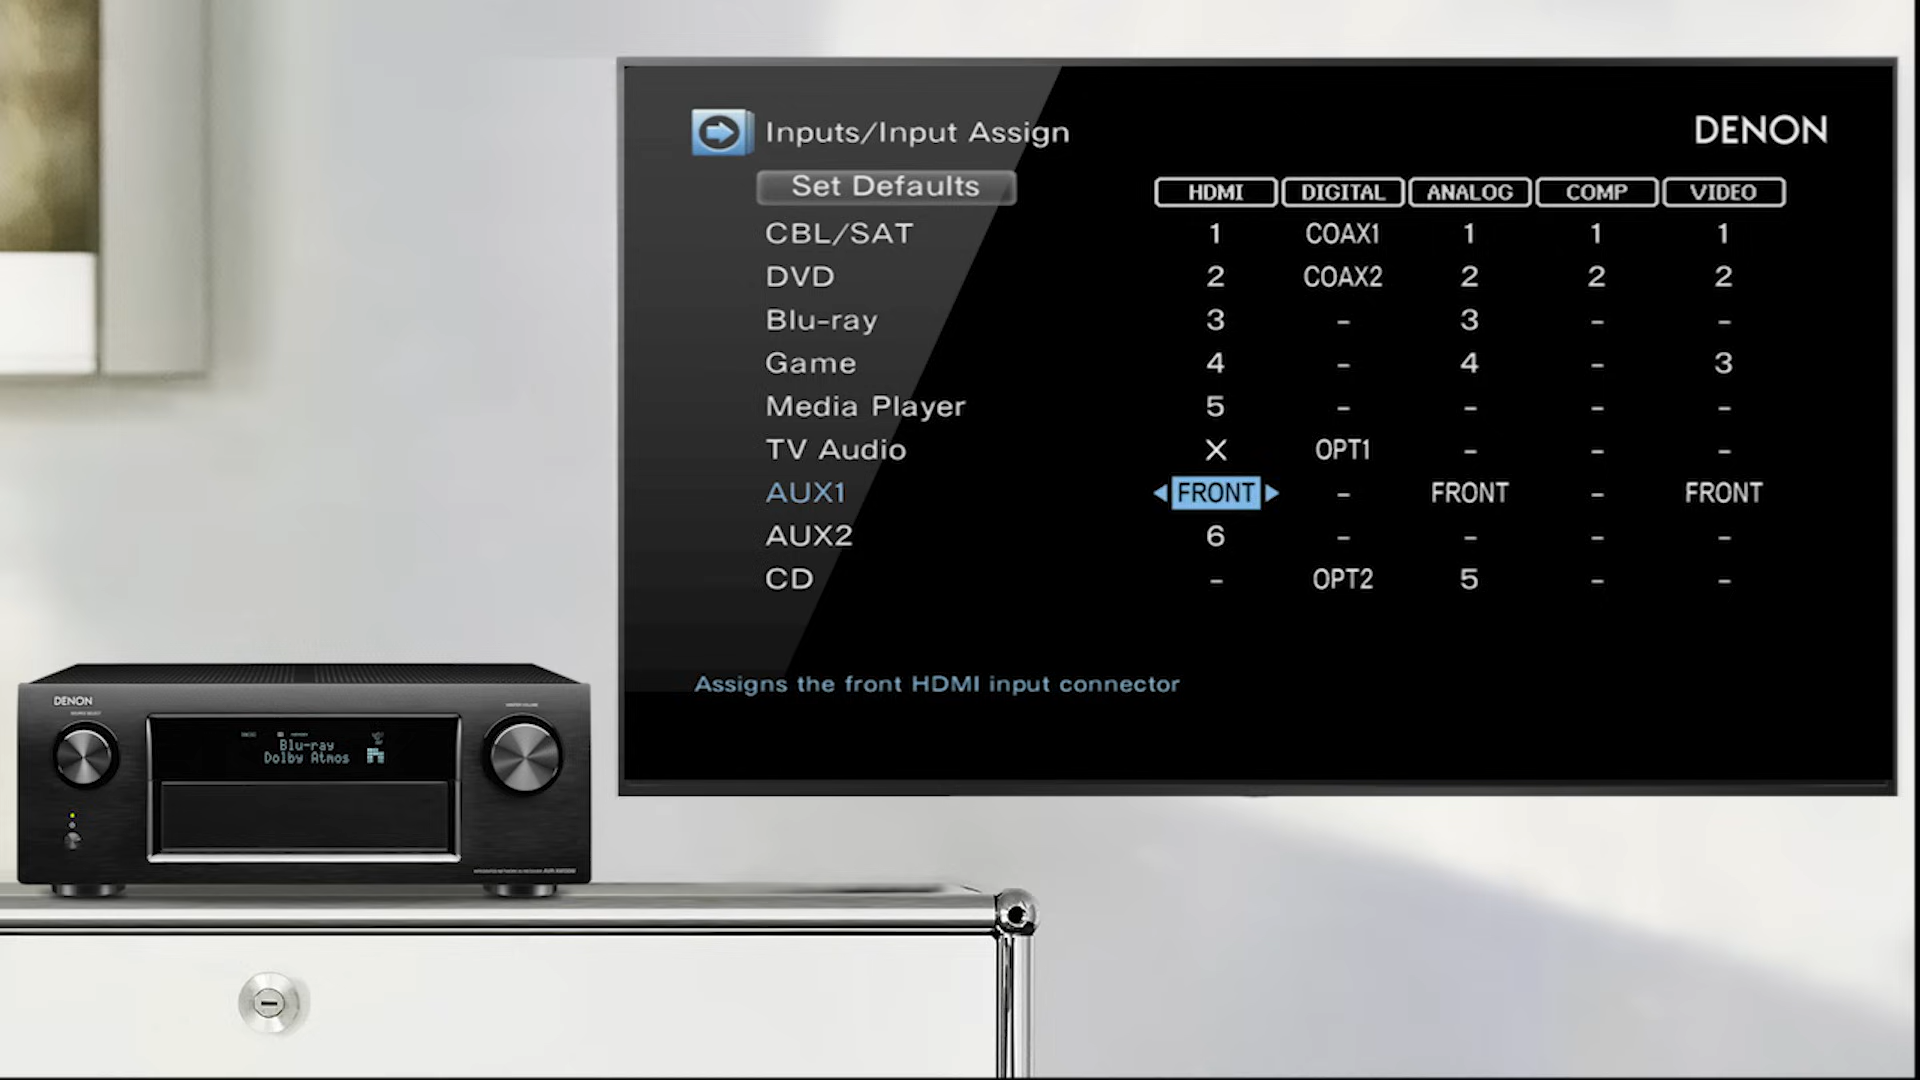 Inputs/Input Assign
DENON
Set Defaults HDMI DIGITAL ANALOG COMP VIDEO
CBL/SAT 1 COAX1 1 1 1
DVD 2 COAX2 2 2 2
Blu-ray 3 - 3 - -
Game 4 - 4 - 3
Media Player 5 - - - -
TV Audio X OPT1 - - -
AUX1 FRONT - FRONT - FRONT
AUX2 6 - - - -
CD - OPT2 5 - -
Assigns the front HDMI input connector
DENON
Blu-ray
Dolby Atmos